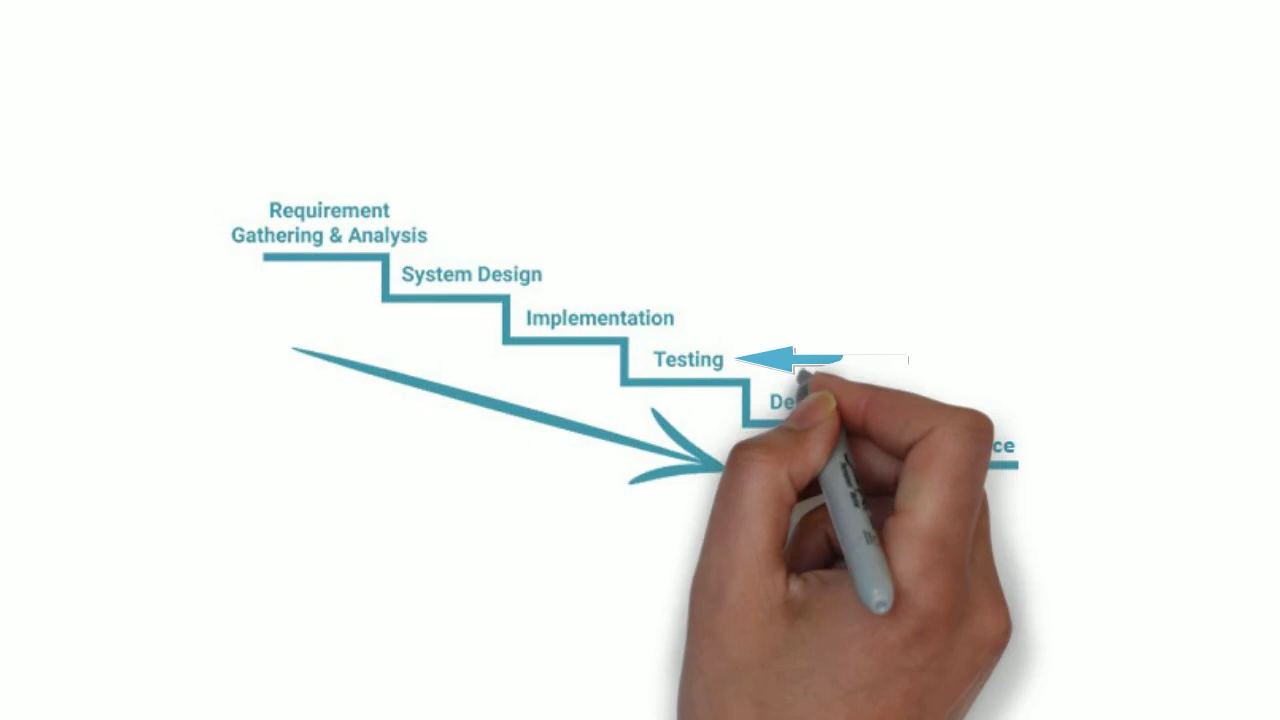 Requirement
Gathering & Analysis
System Design
Implementation
Testing